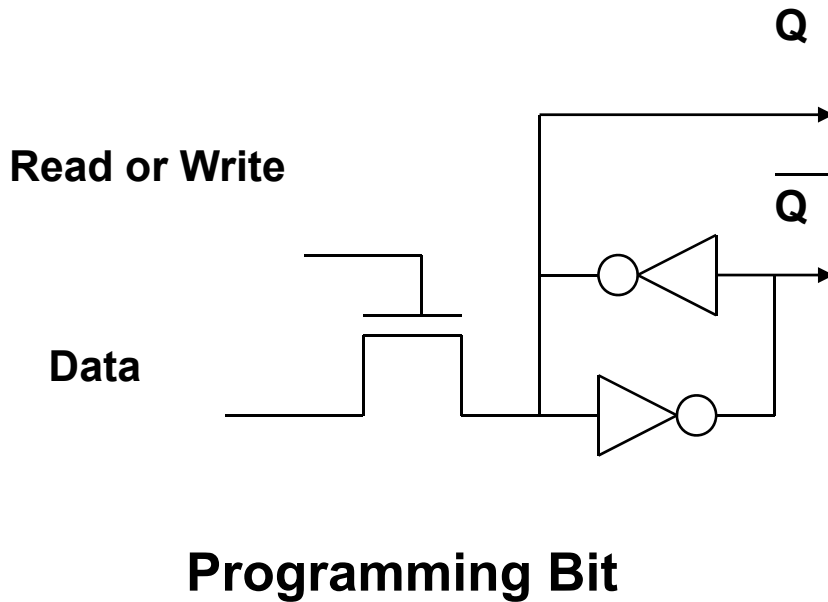 Q
Read or Write
Q
Data
Programming Bit